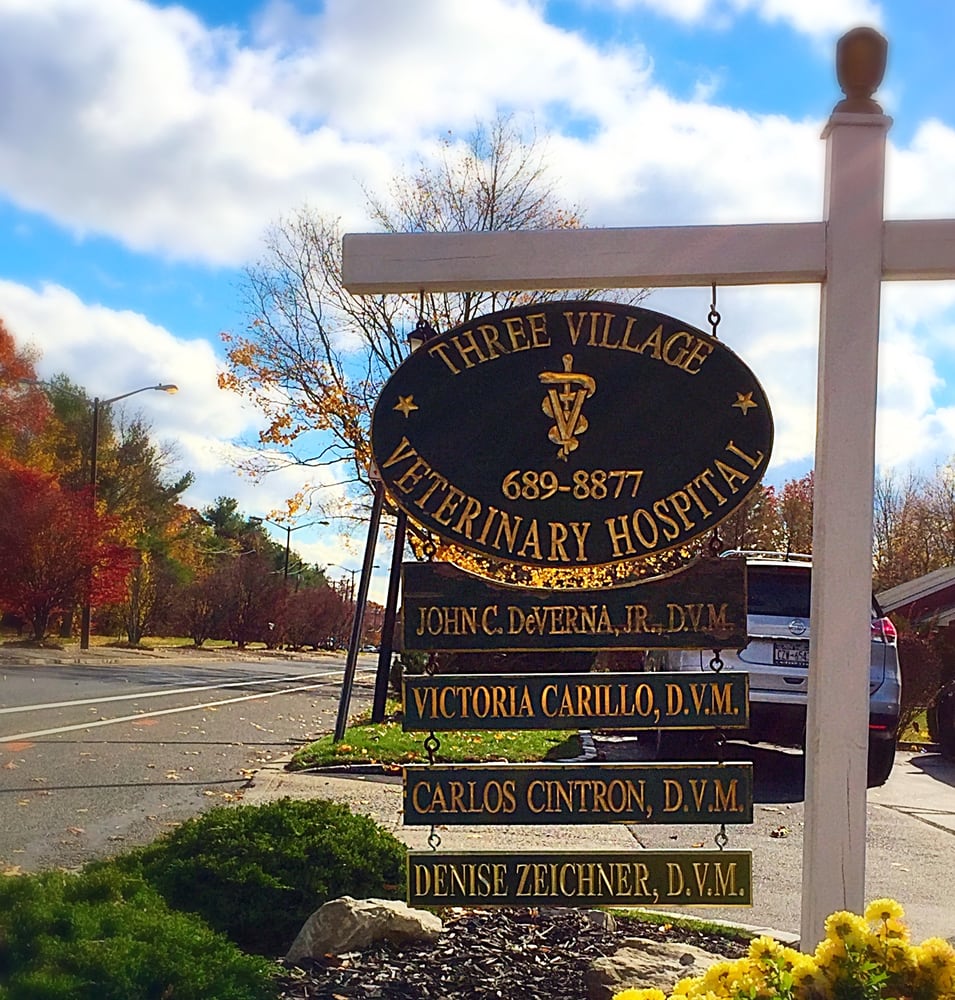 THREE VILLAGE
V
689-8877
VETERINARY HOSPITAL
JOHN C. DeVERNA, JR., D.V.M.
VICTORIA CARILLO, D.V.M.
CARLOS CINTRON, D.V.M.
DENISE ZEICHNER, D.V.M.